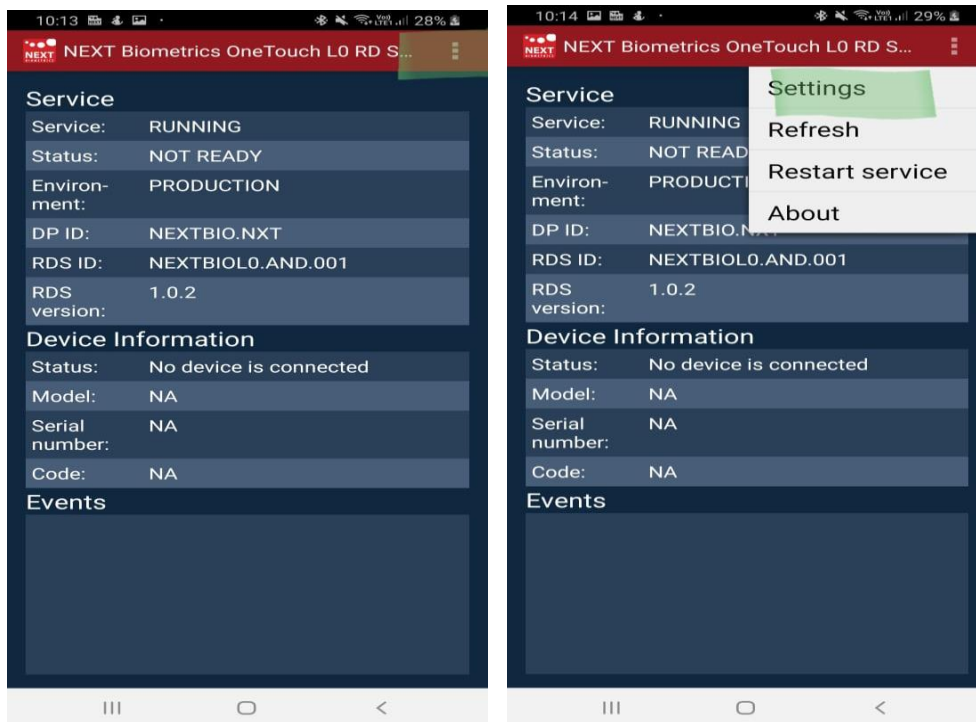 10:13
28%
NEXT
BIOMETRICS
NEXT Biometrics OneTouch L0 RD S...
Service
Service: RUNNING
Status: NOT READY
Environ-
ment: PRODUCTION
DP ID: NEXTBIO.NXT
RDS ID: NEXTBIOL0.AND.001
RDS
version: 1.0.2
Device Information
Status: No device is connected
Model: NA
Serial
number: NA
Code: NA
Events
10:14
29%
NEXT
BIOMETRICS
NEXT Biometrics OneTouch L0 RD S...
Settings
Refresh
Restart service
About
Service
Service: RUNNING
Status: NOT READ
Environ-
ment: PRODUCTI
DP ID: NEXTBIO.N
RDS ID: NEXTBIOL0.AND.001
RDS
version: 1.0.2
Device Information
Status: No device is connected
Model: NA
Serial
number: NA
Code: NA
Events